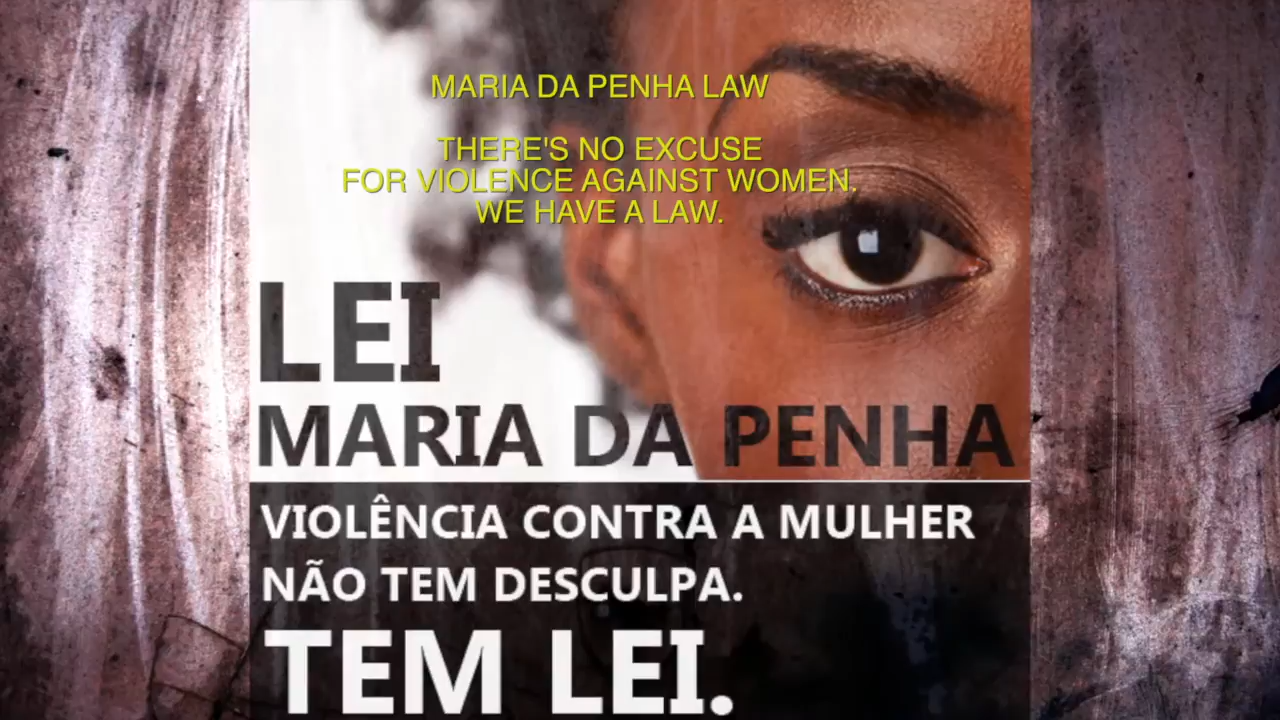 MARIA DA PENHA LAW
THERE'S NO EXCUSE
FOR VIOLENCE AGAINST WOMEN.
WE HAVE A LAW.
LEI
MARIA DA PENHA
VIOLÊNCIA CONTRA A MULHER
NÃO TEM DESCULPA.
TEM LEI.